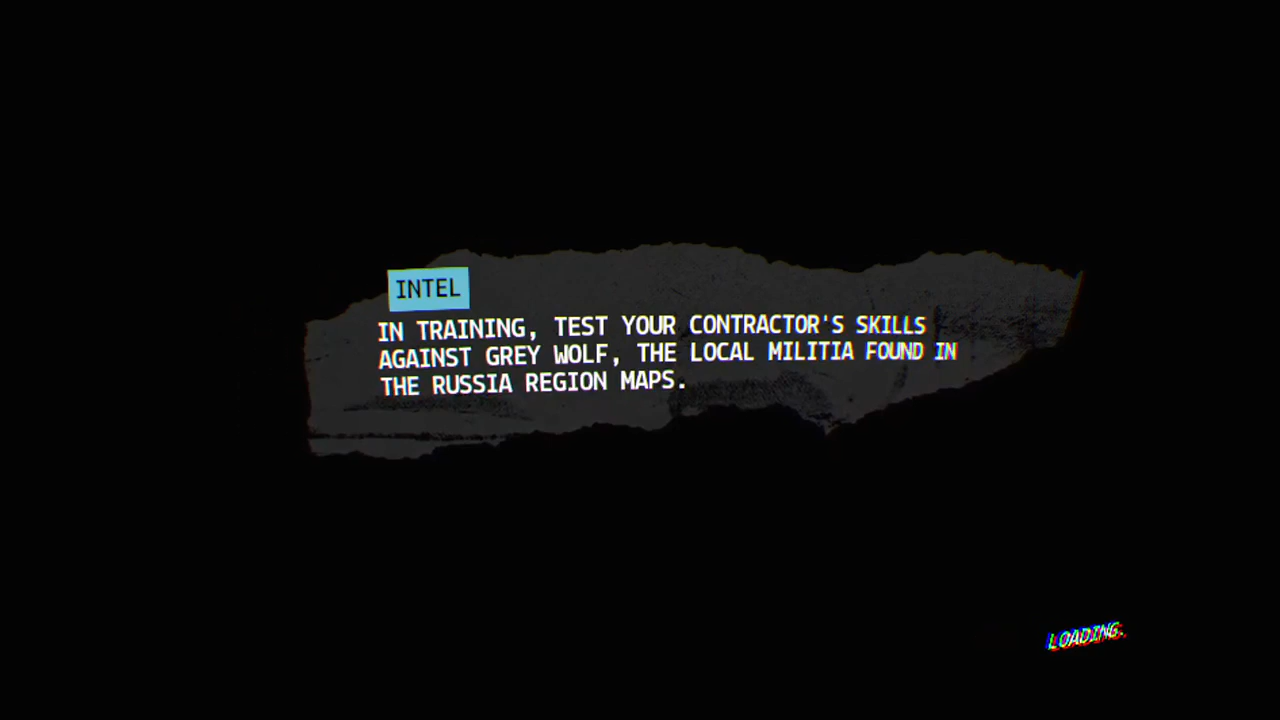 INTEL
IN TRAINING, TEST YOUR CONTRACTOR'S SKILLS
AGAINST GREY WOLF, THE LOCAL MILITIA FOUND IN
THE RUSSIA REGION MAPS.
LOADING.